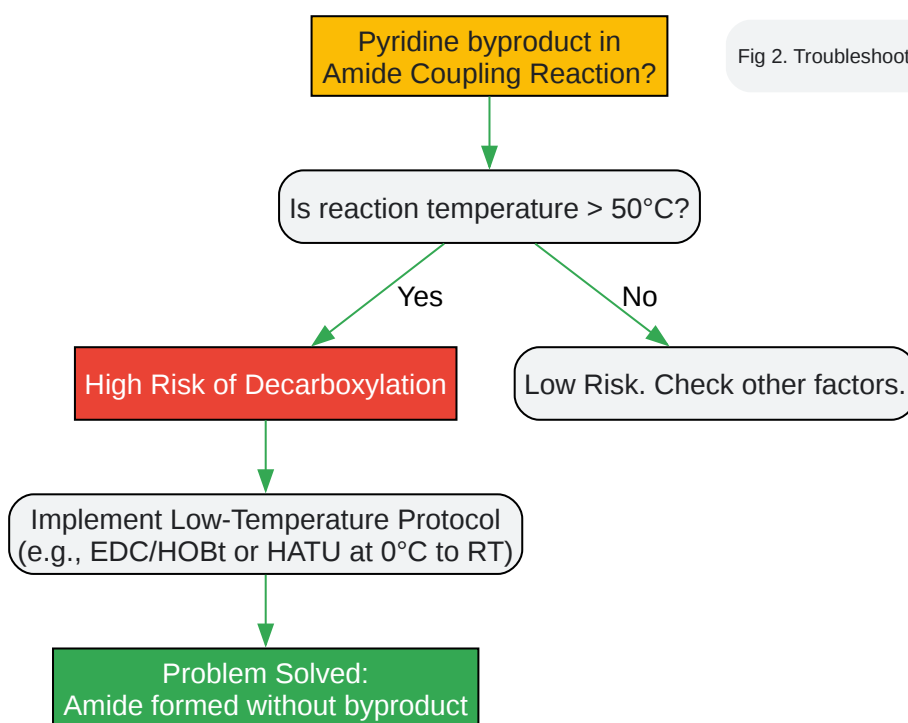 Pyridine byproduct in
Amide Coupling Reaction?
Fig 2. Troubleshoot
Is reaction temperature > 50°C?
Yes
No
High Risk of Decarboxylation
Low Risk. Check other factors.
Implement Low-Temperature Protocol
(e.g., EDC/HOBt or HATU at 0°C to RT)
Problem Solved:
Amide formed without byproduct